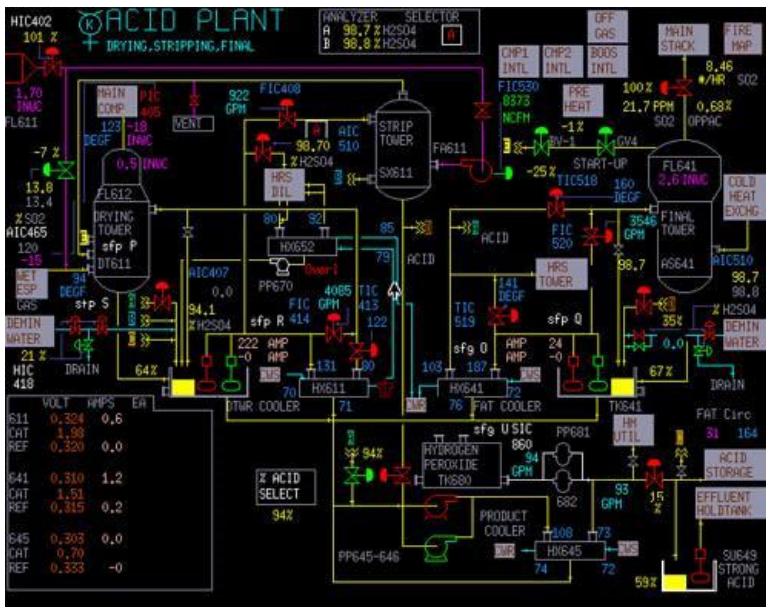 HIC402
101 %
ACID PLANT
DRYING,STRIPPING,FINAL
ANALYZER SELECTOR
A 98.7 % H2SO4
B 98.8 % H2SO4
A
OFF GAS
CMP1 INTL
CMP2 INTL
BOOS INTL
MAIN STACK
FIRE MAP
8.46
#/HR SO2
100%
21.7 PPM
0.68%
SO2 OPPAC
1.70
INWC
FL611
MAIN COMP
PIC 405
123
DEGF
-18
INWC
0.5 INWC
VENT
922
GPM
FIC408
A
98.70
%
H2SO4
AIC 510
STRIP TOWER
SX611
FA611
FIC530
8373
NCFM
PRE HEAT
-1%
BV-1
GV4
START-UP
-25%
FL641
2.6 INWC
-7 %
13.8
13.4
% SO2
AIC465
120
-15
WET ESP
GAS
94
DEGF
FL612
DRYING TOWER
sfp P
DT611
HRS DIL
80
92
HX652
PP670
85
79
ACID
ACID
TIC518
160
DEGF
3546
GPM
FIC 520
98.7
FINAL TOWER
AS641
COLD HEAT EXCHG
AIC510
98.7
98.8
% H2SO4
AIC407
0.0
94.1
% H2SO4
stp S
DEMIN WATER
21 %
DRAIN
HIC 418
64%
FIC 414
4085
GPM
TIC 413
122
sfp R
222 AMP
-0 AMP
131
80
CWS
70
HX611
71
DTWR COOLER
HRS TOWER
141
DEGF
TIC 519
sfg O
sfp Q
24 AMP
-0 AMP
103
187
CWR
HX641
CWS
72
76
FAT COOLER
35%
0.0
DEMIN WATER
DRAIN
67%
TK641
VOLT AMPS EA
611 0.324 0.6
CAT 1.98
REF 0.320 0.0
641 0.310 1.2
CAT 1.51
REF 0.315 0.2
645 0.303 0.0
CAT 0.70
REF 0.333 -0
% ACID SELECT
94%
94%
sfg U SIC
860
HYDROGEN PEROXIDE
TK680
94
GPM
PP681
682
HM UTIL
93
GPM
15
%
FAT Circ
31 164
ACID STORAGE
EFFLUENT HOLDTANK
PP645-646
PRODUCT COOLER
108
73
CWR
HX645
CWS
74
72
59%
SU649
STRONG ACID